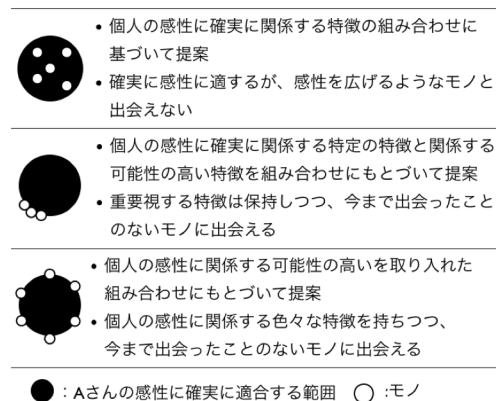 • 個人の感性に確実に関係する特徴の組み合わせに
基づいて提案
• 確実に感性に適するが、感性を広げるようなモノと
出会えない
• 個人の感性に確実に関係する特定の特徴と関係する
可能性の高い特徴を組み合わせにもとづいて提案
• 重要視する特徴は保持しつつ、今まで出会ったこと
のないモノに出会える
• 個人の感性に関係する可能性の高いを取り入れた
組み合わせにもとづいて提案
• 個人の感性に関係する色々な特徴を持ちつつ、
今まで出会ったことのないモノに出会える
：Aさんの感性に確実に適合する範囲 :モノ